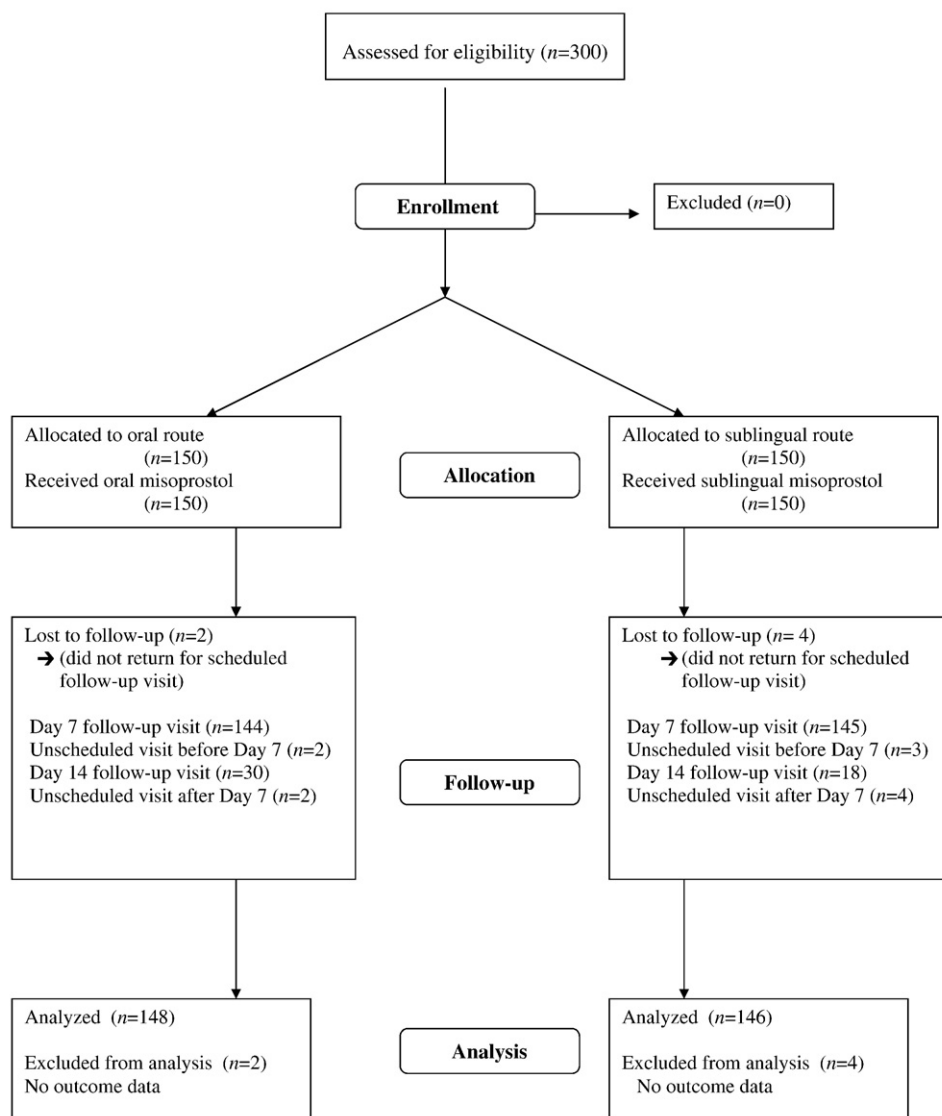 Assessed for eligibility (n=300)
Enrollment
Excluded (n=0)
Allocated to oral route
(n=150)
Received oral misoprostol
(n=150)
Allocation
Allocated to sublingual route
(n=150)
Received sublingual misoprostol
(n=150)
Lost to follow-up (n=2)
➔ (did not return for scheduled
follow-up visit)
Day 7 follow-up visit (n=144)
Unscheduled visit before Day 7 (n=2)
Day 14 follow-up visit (n=30)
Unscheduled visit after Day 7 (n=2)
Follow-up
Lost to follow-up (n= 4)
➔ (did not return for scheduled
follow-up visit)
Day 7 follow-up visit (n=145)
Unscheduled visit before Day 7 (n=3)
Day 14 follow-up visit (n=18)
Unscheduled visit after Day 7 (n=4)
Analyzed (n=148)
Excluded from analysis (n=2)
No outcome data
Analysis
Analyzed (n=146)
Excluded from analysis (n=4)
No outcome data